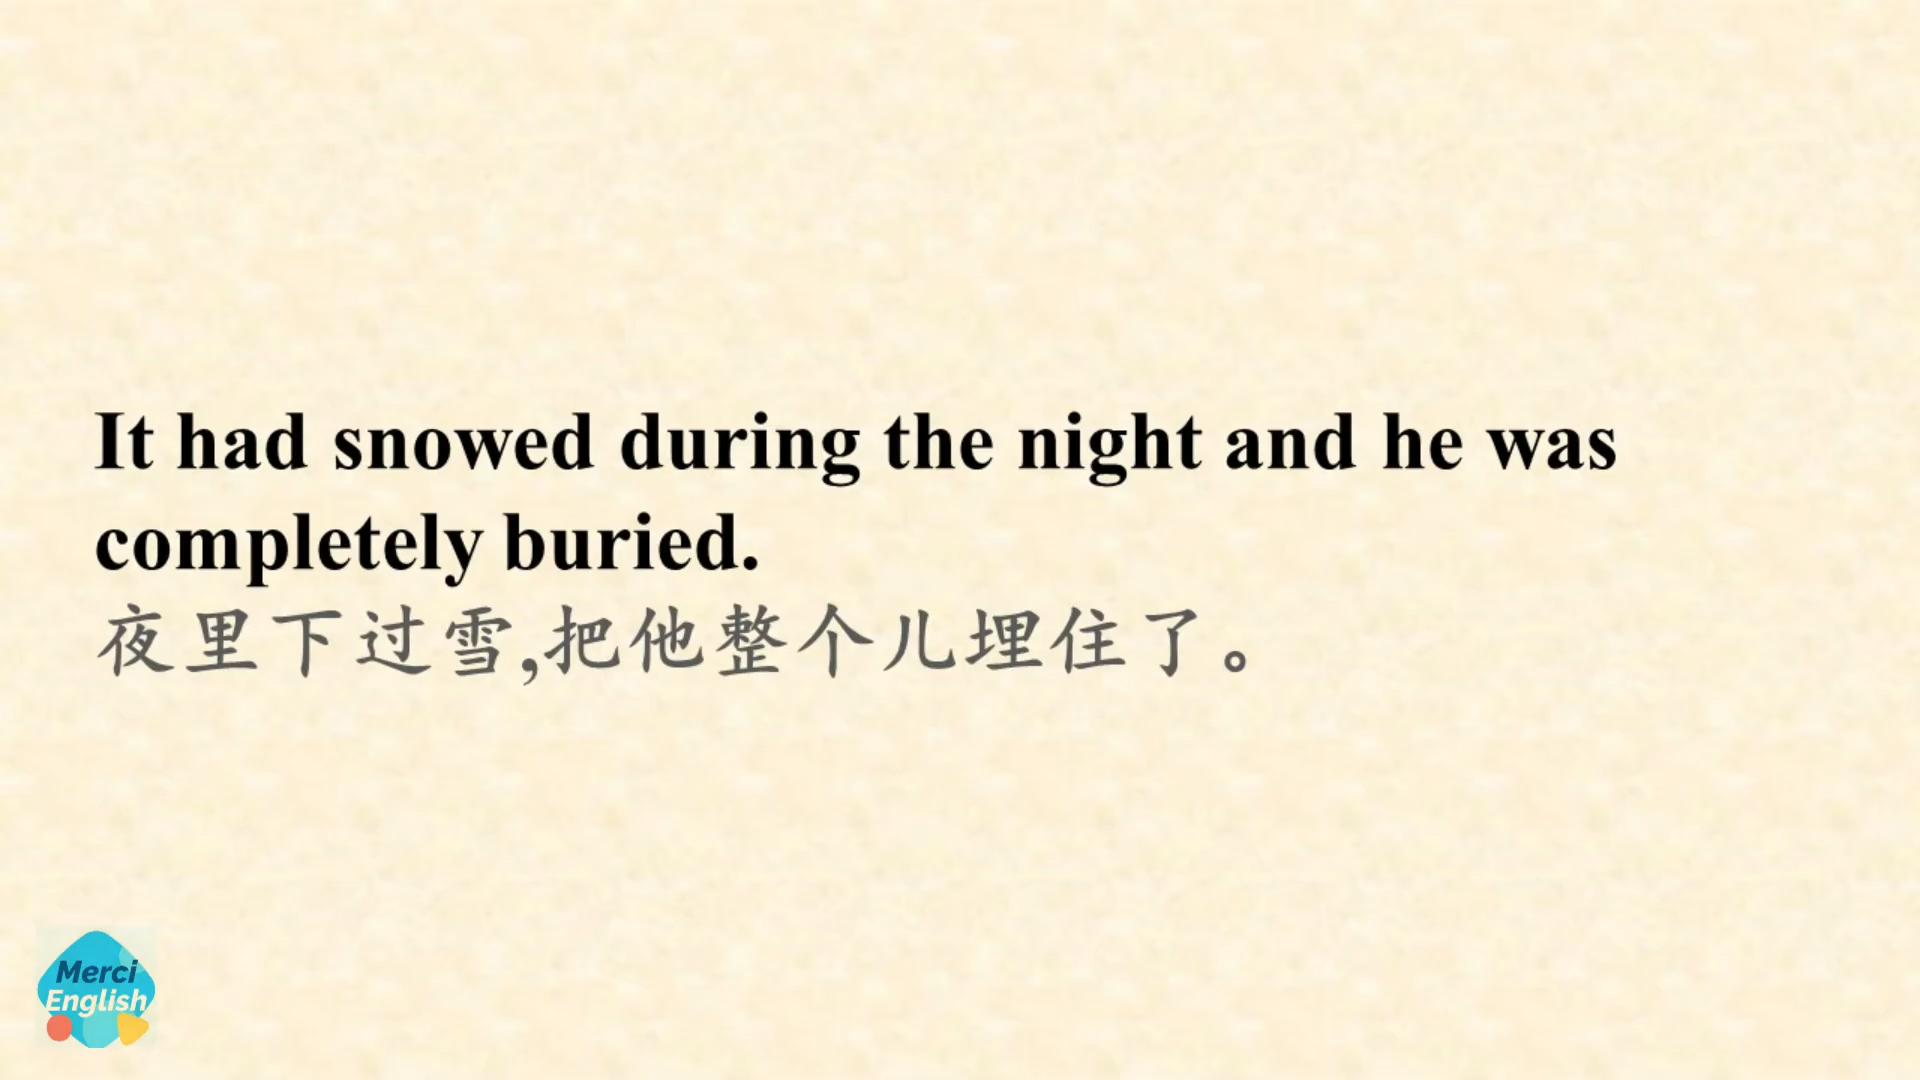 It had snowed during the night and he was
completely buried.
夜里下过雪,把他整个儿埋住了。
Merci
English